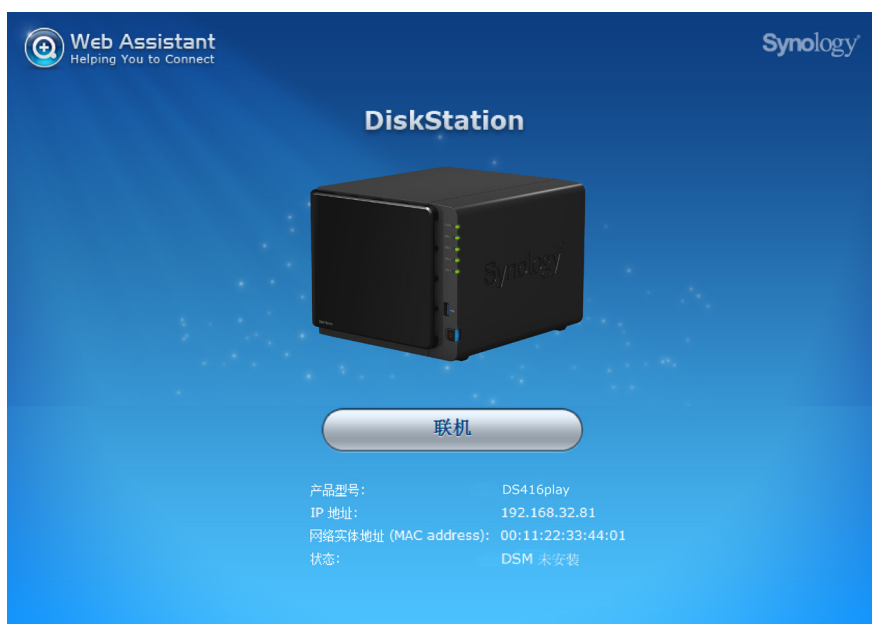 Web Assistant
Helping You to Connect
Synology
DiskStation
Synology
联机
产品型号: DS416play
IP 地址: 192.168.32.81
网络实体地址 (MAC address): 00:11:22:33:44:01
状态: DSM 未安装